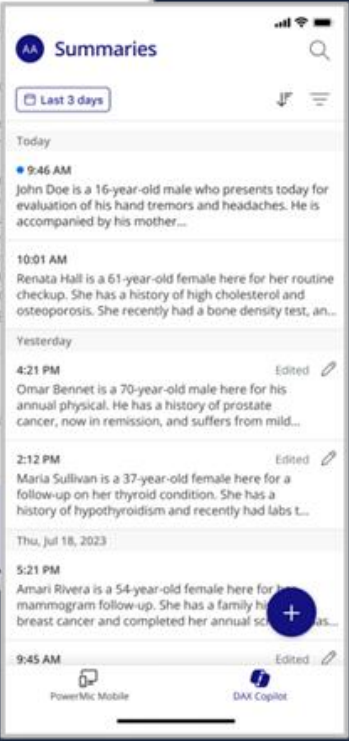 AA Summaries
Last 3 days
Today
9:46 AM
John Doe is a 16-year-old male who presents today for
evaluation of his hand tremors and headaches. He is
accompanied by his mother...
10:01 AM
Renata Hall is a 61-year-old female here for her routine
checkup. She has a history of high cholesterol and
osteoporosis. She recently had a bone density test, an...
Yesterday
4:21 PM Edited
Omar Bennet is a 70-year-old male here for his
annual physical. He has a history of prostate
cancer, now in remission, and suffers from mild...
2:12 PM Edited
Maria Sullivan is a 37-year-old female here for a
follow-up on her thyroid condition. She has a
history of hypothyroidism and recently had labs t...
Thu, Jul 18, 2023
5:21 PM
Amari Rivera is a 54-year-old female here for
mammogram follow-up. She has a family
breast cancer and completed her annual
9:45 AM Edited
PowerMic Mobile DAX Copilot